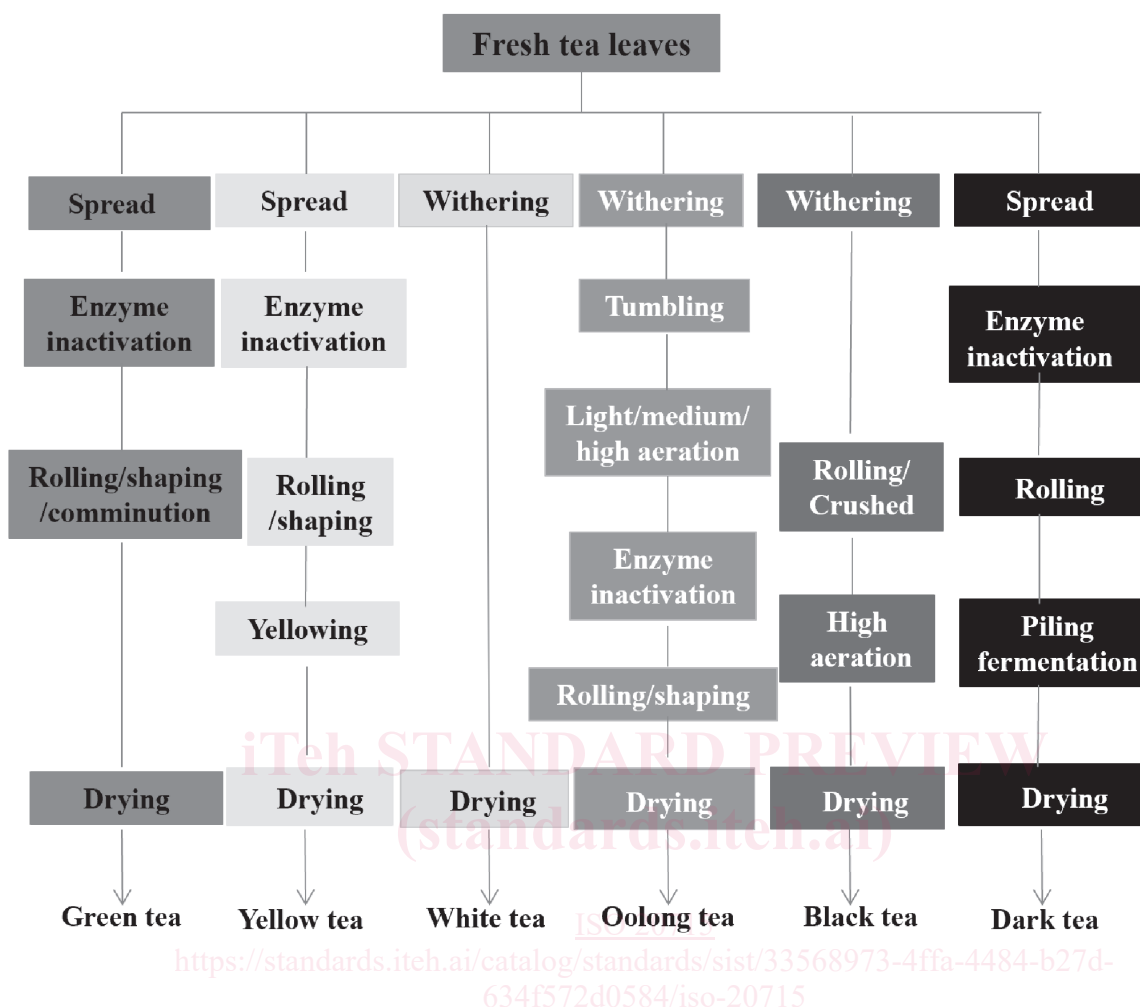 Fresh tea leaves
Spread
Spread
Withering
Withering
Withering
Spread
Enzyme
inactivation
Enzyme
inactivation
Tumbling
Enzyme
inactivation
Light/medium/
high aeration
Rolling/shaping
/comminution
Rolling
/shaping
Rolling/
Crushed
Rolling
Enzyme
inactivation
Yellowing
High
aeration
Piling
fermentation
Rolling/shaping
iTeh STANDARD PREVIEW
Drying
Drying
Drying
Drying
Drying
Drying
(standards.iteh.ai)
Green tea
Yellow tea
White tea
Oolong tea
Black tea
Dark tea
ISO 20715
https://standards.iteh.ai/catalog/standards/sist/33568973-4ffa-4484-b27d-
634f572d0584/iso-20715